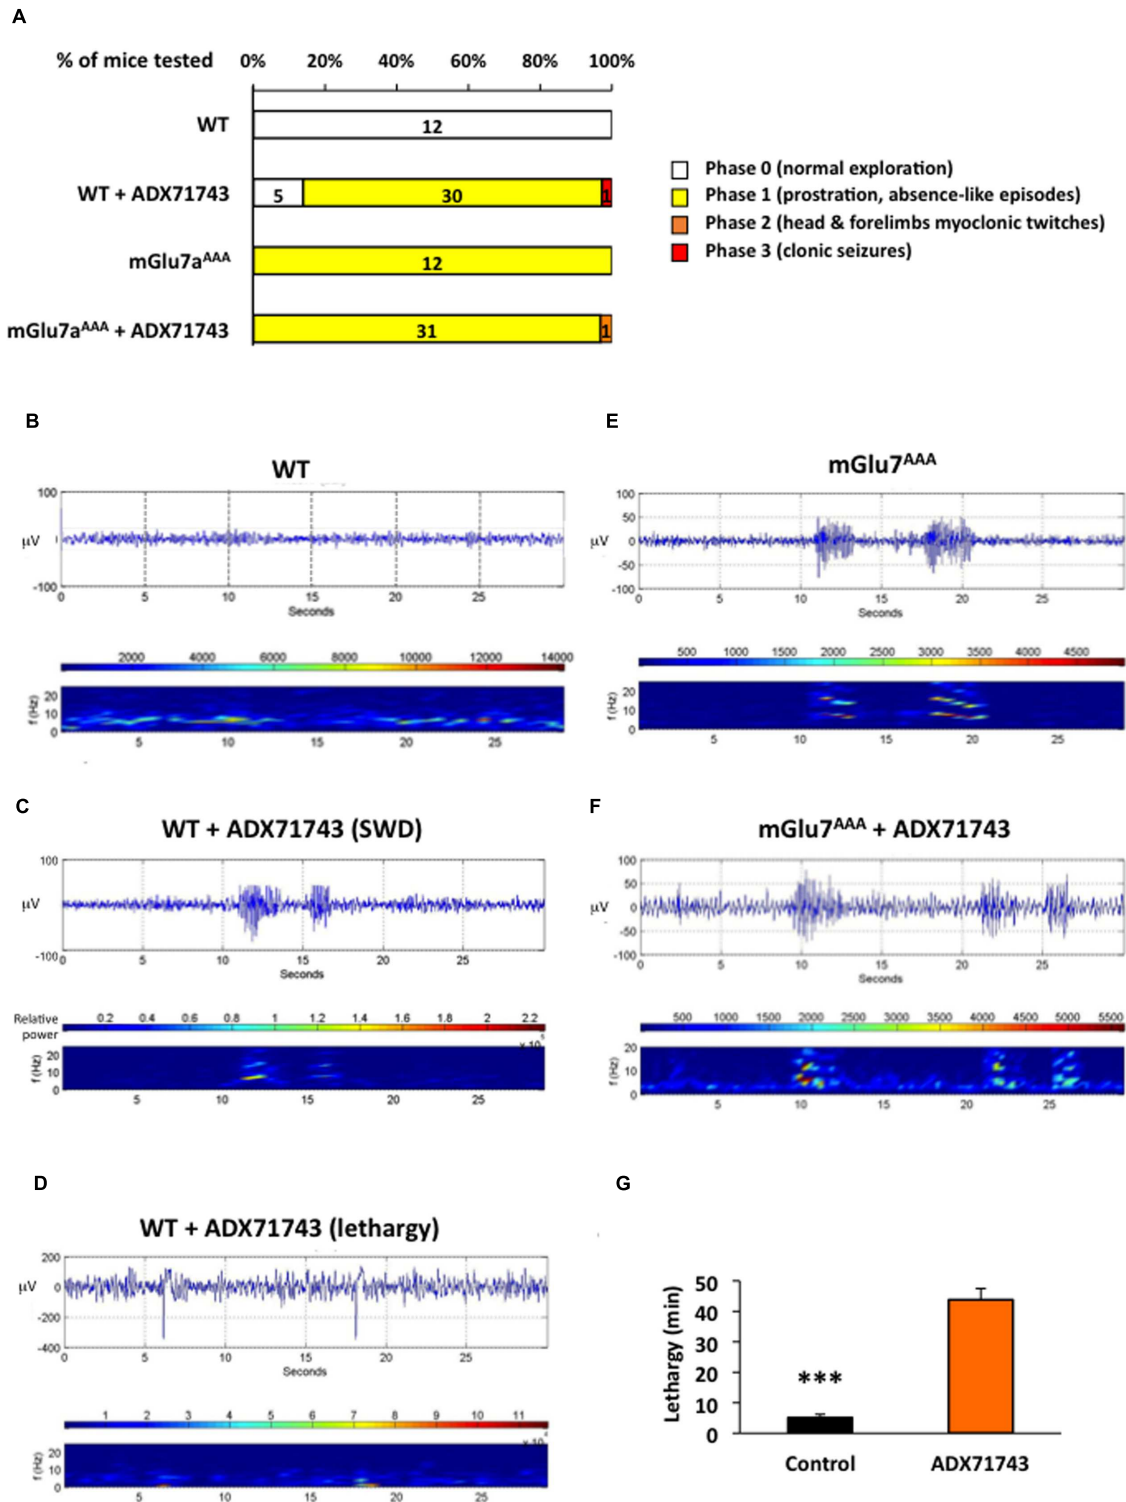 A
% of mice tested 0% 20% 40% 60% 80% 100%
WT 12
WT + ADX71743 5 30 1
mGlu7aAAA 12
mGlu7aAAA + ADX71743 31 1
Phase 0 (normal exploration)
Phase 1 (prostration, absence-like episodes)
Phase 2 (head & forelimbs myoclonic twitches)
Phase 3 (clonic seizures)
B
WT
100
μV
-100
0 5 10 15 20 25
Seconds
2000 4000 6000 8000 10000 12000 14000
20
10
0
f (Hz)
5 10 15 20 25
E
mGlu7AAA
100
50
μV 0
-50
-100
0 5 10 15 20 25
Seconds
500 1000 1500 2000 2500 3000 3500 4000 4500
20
10
0
f (Hz)
5 10 15 20 25
C
WT + ADX71743 (SWD)
100
μV
-100
0 5 10 15 20 25
Seconds
Relative power
0.2 0.4 0.6 0.8 1 1.2 1.4 1.6 1.8 2 2.2
20
10
0
f (Hz)
5 10 15 20 25
F
mGlu7AAA + ADX71743
100
50
μV 0
-50
-100
0 5 10 15 20 25
Seconds
500 1000 1500 2000 2500 3000 3500 4000 4500 5000 5500
20
10
0
f (Hz)
5 10 15 20 25
D
WT + ADX71743 (lethargy)
200
μV 0
-200
-400
0 5 10 15 20 25
Seconds
1 2 3 4 5 6 7 8 9 10 11
20
10
0
f (Hz)
5 10 15 20 25
G
Lethargy (min)
50
40
30
20
10
0
***
Control ADX71743